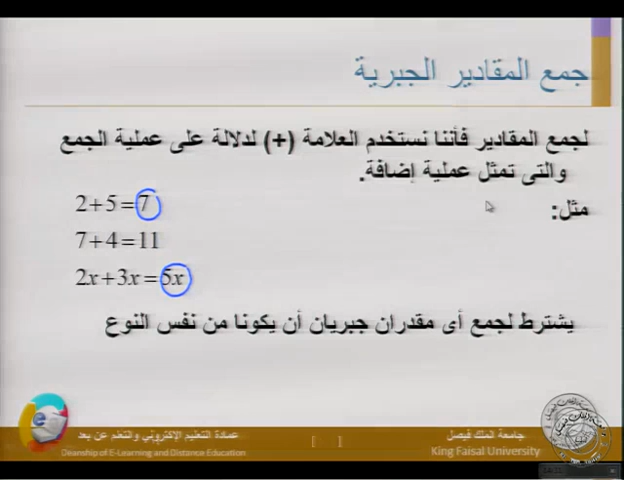 جمع المقادير الجبرية
لجمع المقادير فأننا نستخدم العلامة (+) لدلالة على عملية الجمع
والتى تمثل عملية إضافة.
مثل:
2+5=7
7+4=11
2x+3x=5x
يشترط لجمع أى مقدران جبريان أن يكونا من نفس النوع
عمادة التعليم الإلكتروني والتعلم عن بعد
Deanship of E-Learning and Distance Education
[ ]
جامعة الملك فيصل
King Faisal University